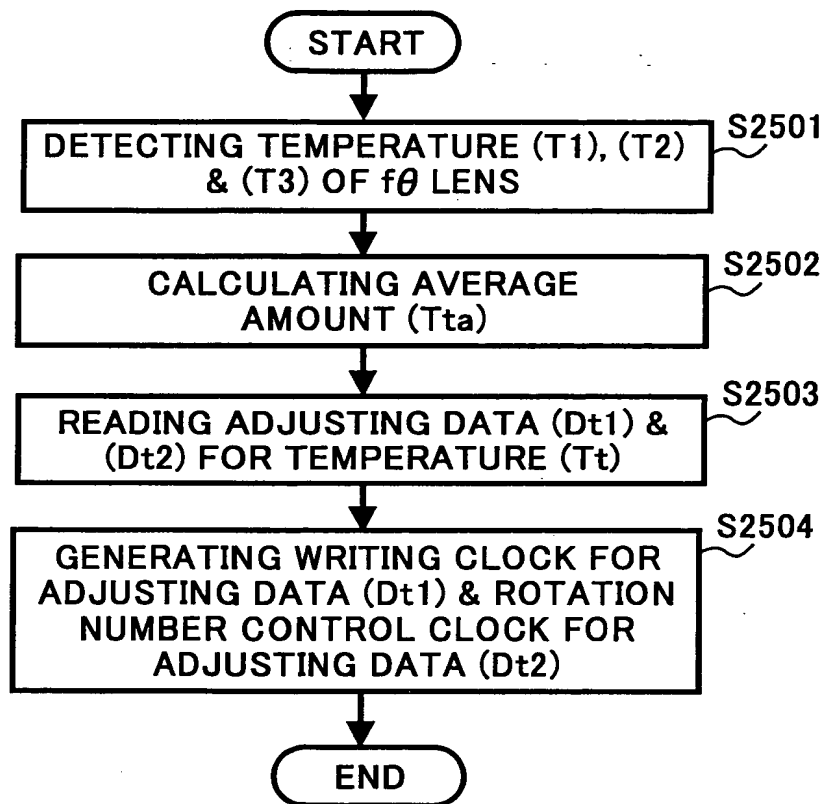 START
S2501
DETECTING TEMPERATURE (T1), (T2)
& (T3) OF fθ LENS
S2502
CALCULATING AVERAGE
AMOUNT (Tta)
S2503
READING ADJUSTING DATA (Dt1) &
(Dt2) FOR TEMPERATURE (Tt)
S2504
GENERATING WRITING CLOCK FOR
ADJUSTING DATA (Dt1) & ROTATION
NUMBER CONTROL CLOCK FOR
ADJUSTING DATA (Dt2)
END